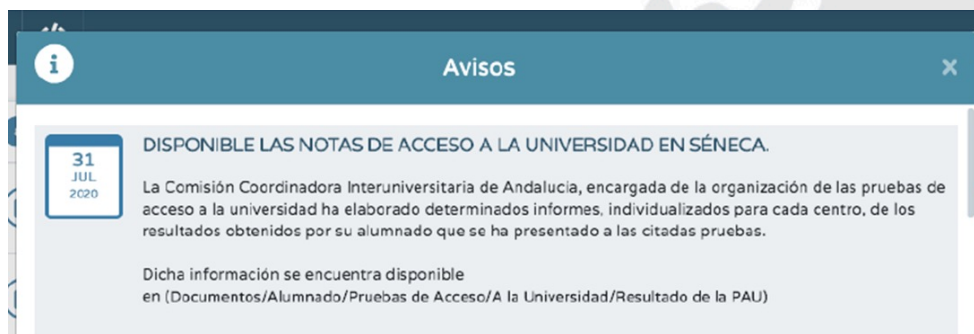 Avisos
31
JUL
2020
DISPONIBLE LAS NOTAS DE ACCESO A LA UNIVERSIDAD EN SÉNECA.
La Comisión Coordinadora Interuniversitaria de Andalucia, encargada de la organización de las pruebas de
acceso a la universidad ha elaborado determinados informes, individualizados para cada centro, de los
resultados obtenidos por su alumnado que se ha presentado a las citadas pruebas.
Dicha información se encuentra disponible
en (Documentos/Alumnado/Pruebas de Acceso/A la Universidad/Resultado de la PAU)